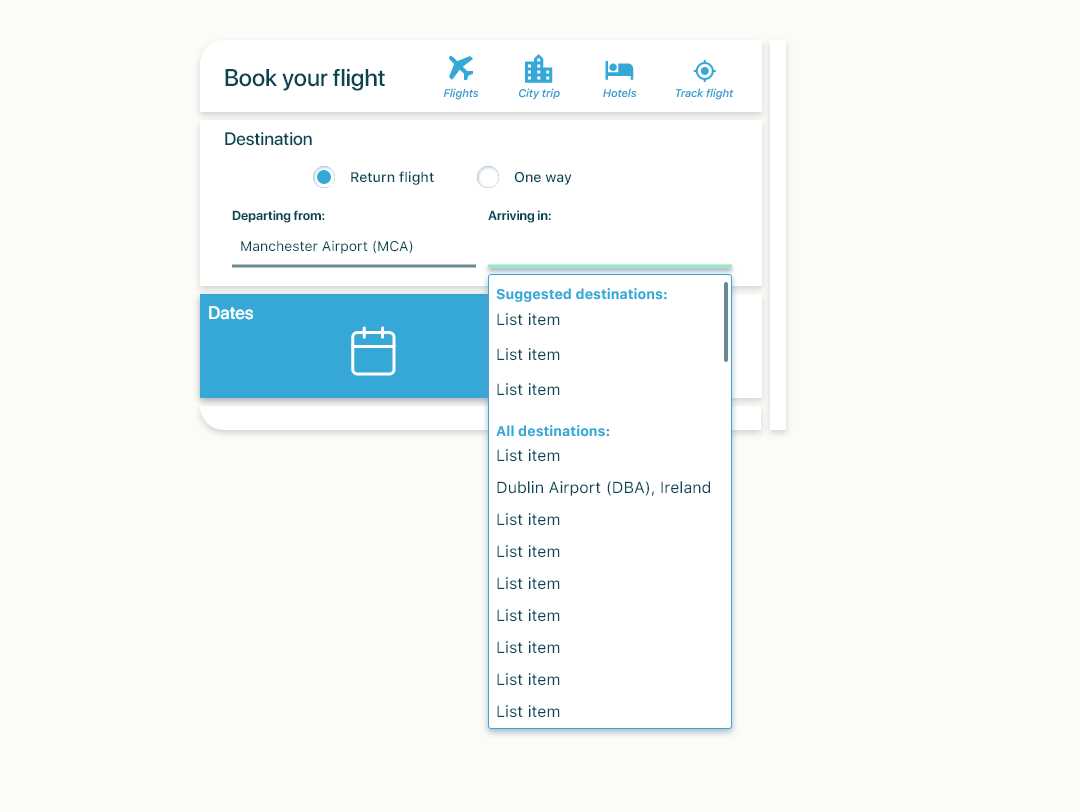 Book your flight
Flights
City trip
Hotels
Track flight
Destination
Return flight
One way
Departing from:
Arriving in:
Manchester Airport (MCA)
Suggested destinations:
Dates
List item
List item
List item
All destinations:
List item
Dublin Airport (DBA), Ireland
List item
List item
List item
List item
List item
List item
List item